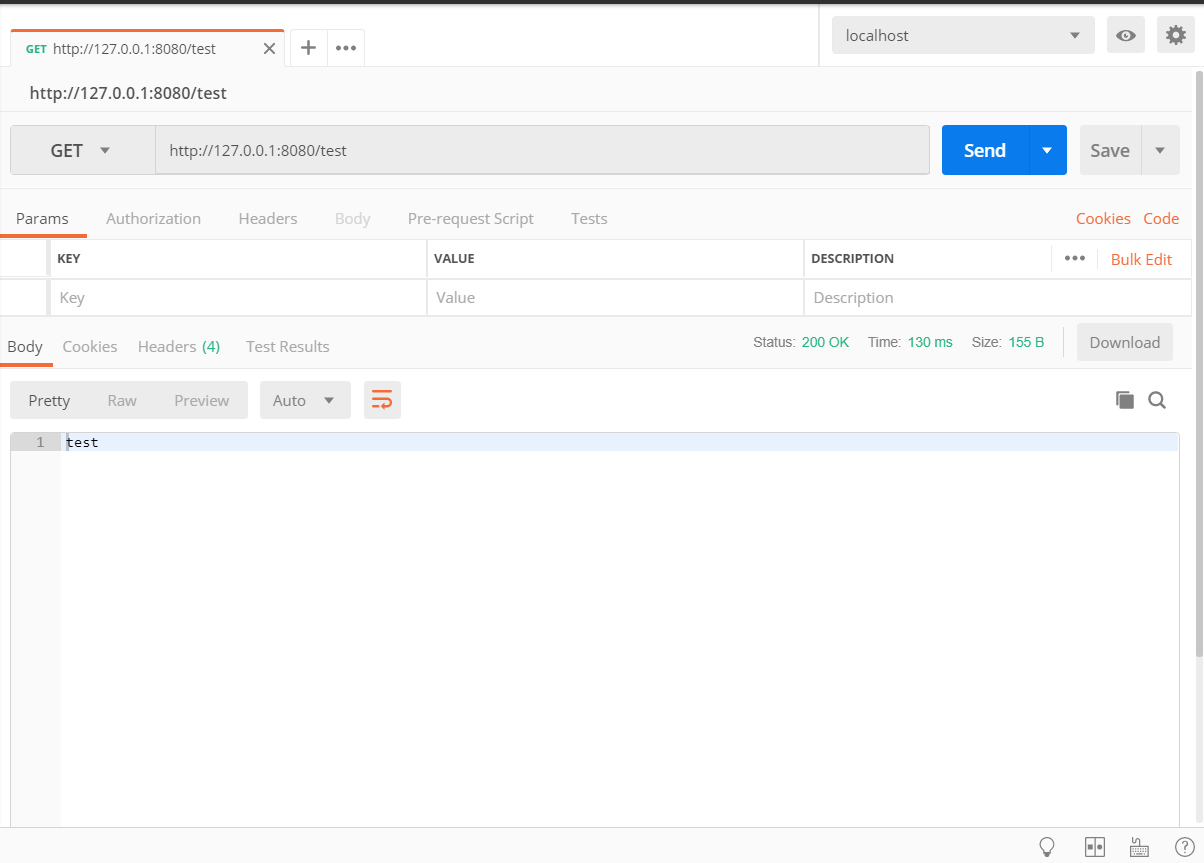 GET http://127.0.0.1:8080/test
localhost
http://127.0.0.1:8080/test
GET http://127.0.0.1:8080/test Send Save
Params Authorization Headers Body Pre-request Script Tests Cookies Code
KEY VALUE DESCRIPTION Bulk Edit
Key Value Description
Body Cookies Headers (4) Test Results Status: 200 OK Time: 130 ms Size: 155 B Download
Pretty Raw Preview Auto
1 test